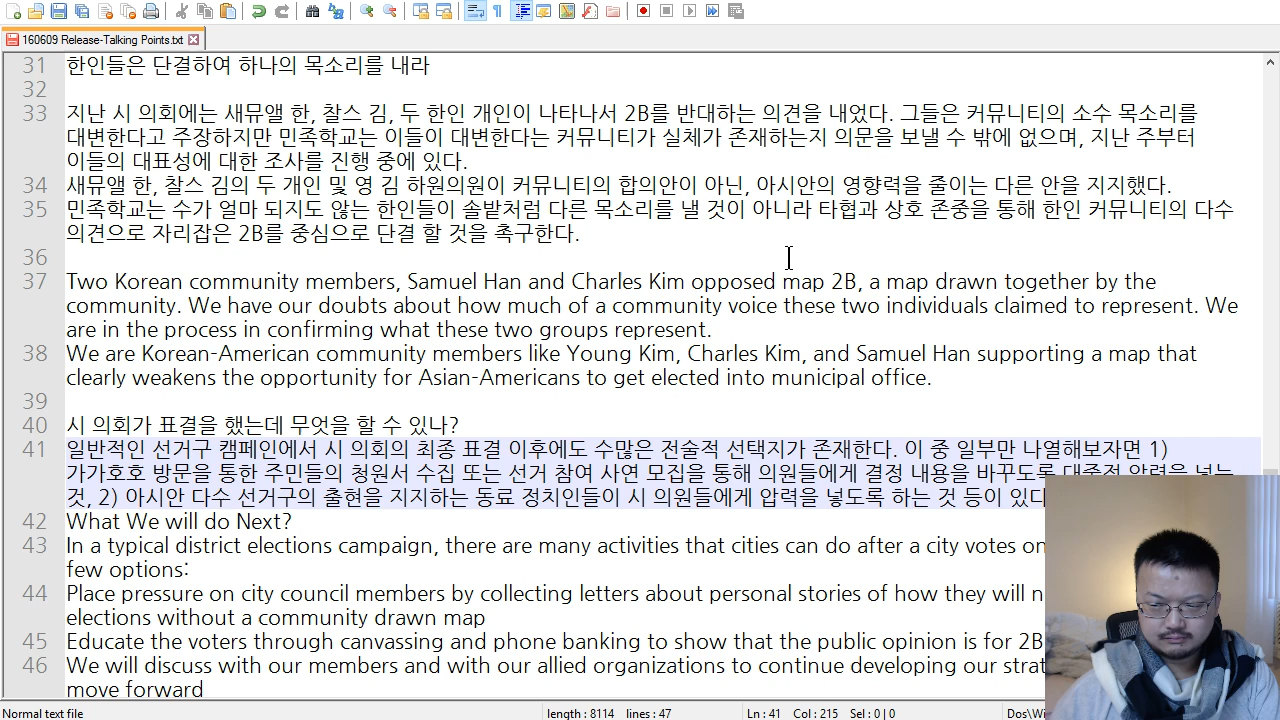 160609 Release-Talking Points.txt
31 한인들은 단결하여 하나의 목소리를 내라
32
33 지난 시 의회에는 새뮤앨 한, 찰스 김, 두 한인 개인이 나타나서 2B를 반대하는 의견을 내었다. 그들은 커뮤니티의 소수 목소리를
대변한다고 주장하지만 민족학교는 이들이 대변한다는 커뮤니티가 실체가 존재하는지 의문을 보낼 수 밖에 없으며, 지난 주부터
이들의 대표성에 대한 조사를 진행 중에 있다.
34 새뮤앨 한, 찰스 김의 두 개인 및 영 김 하원의원이 커뮤니티의 합의안이 아닌, 아시안의 영향력을 줄이는 다른 안을 지지했다.
35 민족학교는 수가 얼마 되지도 않는 한인들이 솔밭처럼 다른 목소리를 낼 것이 아니라 타협과 상호 존중을 통해 한인 커뮤니티의 다수
의견으로 자리잡은 2B를 중심으로 단결 할 것을 촉구한다.
36
37 Two Korean community members, Samuel Han and Charles Kim opposed map 2B, a map drawn together by the
community. We have our doubts about how much of a community voice these two individuals claimed to represent. We
are in the process in confirming what these two groups represent.
38 We are Korean-American community members like Young Kim, Charles Kim, and Samuel Han supporting a map that
clearly weakens the opportunity for Asian-Americans to get elected into municipal office.
39
40 시 의회가 표결을 했는데 무엇을 할 수 있나?
41 일반적인 선거구 캠페인에서 시 의회의 최종 표결 이후에도 수많은 전술적 선택지가 존재한다. 이 중 일부만 나열해보자면 1)
가가호호 방문을 통한 주민들의 청원서 수집 또는 선거 참여 사연 모집을 통해 의원들에게 결정 내용을 바꾸도록 대중적 압력을 넣는
것, 2) 아시안 다수 선거구의 출현을 지지하는 동료 정치인들이 시 의원들에게 압력을 넣도록 하는 것 등이 있다
42 What We will do Next?
43 In a typical district elections campaign, there are many activities that cities can do after a city votes on
few options:
44 Place pressure on city council members by collecting letters about personal stories of how they will n
elections without a community drawn map
45 Educate the voters through canvassing and phone banking to show that the public opinion is for 2B
46 We will discuss with our members and with our allied organizations to continue developing our strat
move forward
Normal text file length : 8114 lines : 47 Ln : 41 Col : 215 Sel : 0 | 0 Dos\Wi